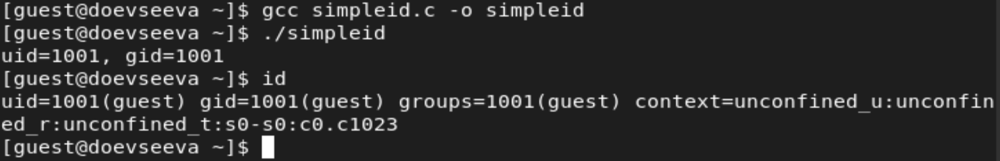 [guest@doevseeva ~]$ gcc simpleid.c -o simpleid
[guest@doevseeva ~]$ ./simpleid
uid=1001, gid=1001
[guest@doevseeva ~]$ id
uid=1001(guest) gid=1001(guest) groups=1001(guest) context=unconfined_u:unconfin
ed_r:unconfined_t:s0-s0:c0.c1023
[guest@doevseeva ~]$